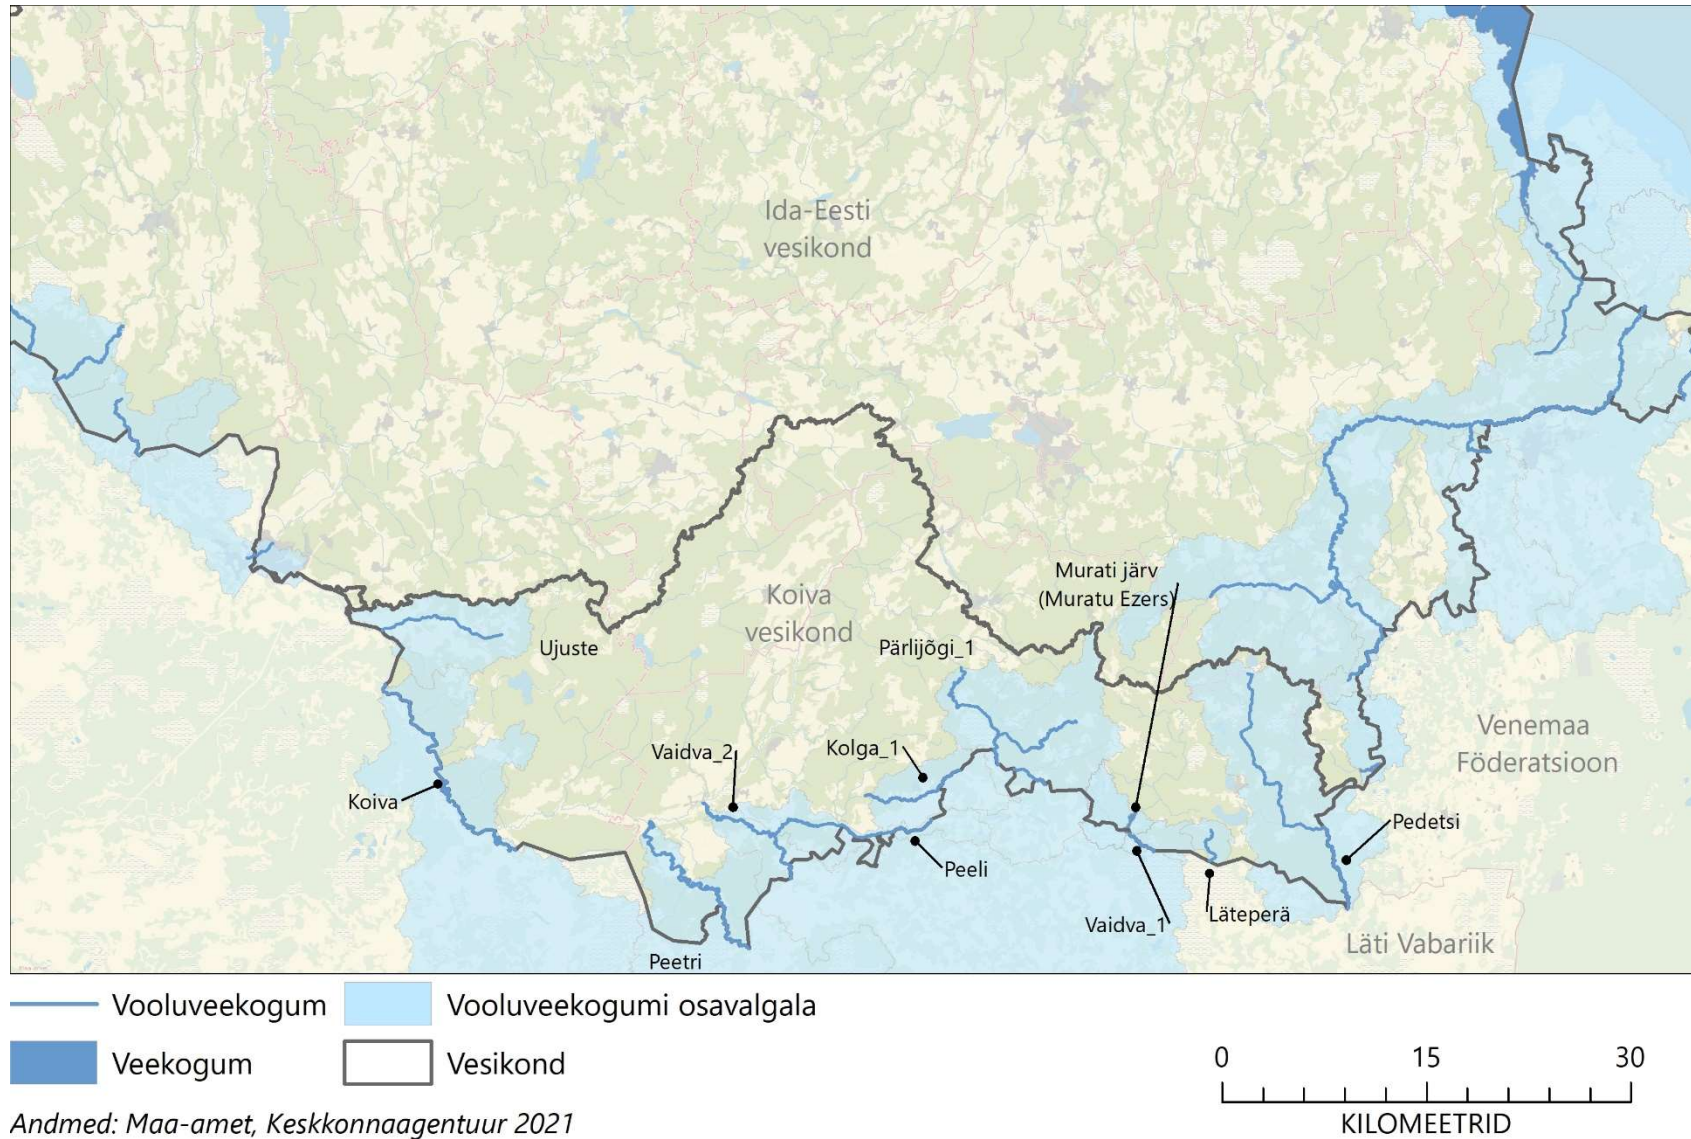 Ida-Eesti
vesikond
Murati järv
(Muratu Ezers)
Koiva
vesikond
Ujuste
Pärlijõgi_1
Venemaa
Föderatsioon
Vaidva_2
Kolga_1
Koiva
Pedetsi
Peeli
Vaidva_1
Läteperä
Läti Vabariik
Peetri
Vooluveekogum
Vooluveekogumi osavalgala
Veekogum
Vesikond
0 15 30
KILOMEETRID
Andmed: Maa-amet, Keskkonnaagentuur 2021